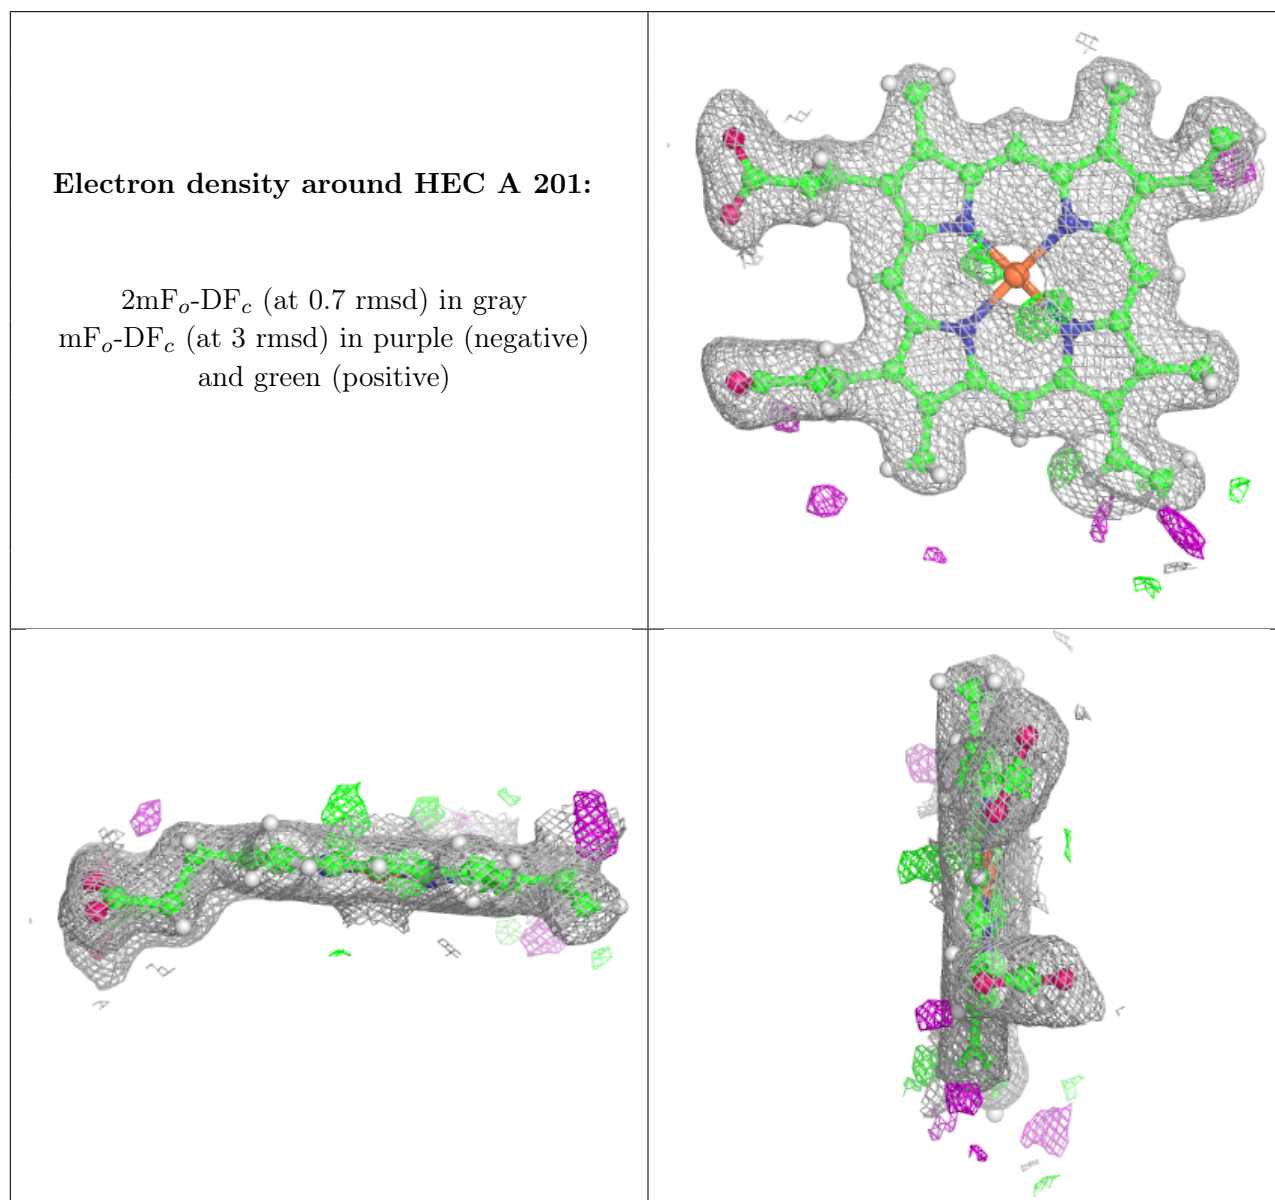 Electron density around HEC A 201:
2mFo-DFc (at 0.7 rmsd) in gray
mFo-DFc (at 3 rmsd) in purple (negative)
and green (positive)